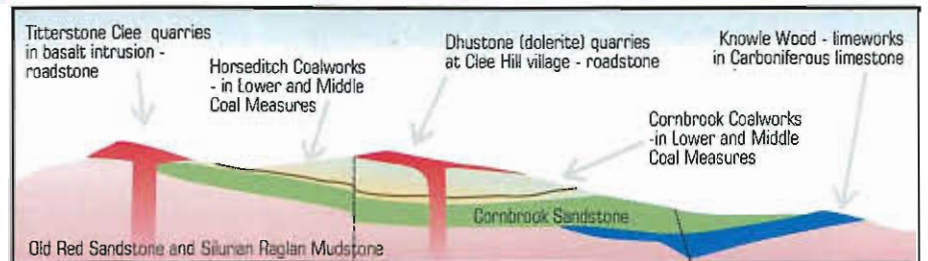 Titterstone Clee quarries
in basalt intrusion -
roadstone
Horseditch Coalworks
- in Lower and Middle
Coal Measures
Dhustone (dolerite) quarries
at Clee Hill village - roadstone
Knowle Wood - limeworks
in Carboniferous limestone
Cornbrook Coalworks
-in Lower and Middle
Coal Measures
Cornbrook Sandstone
Old Red Sandstone and Silurian Raglan Mudstone